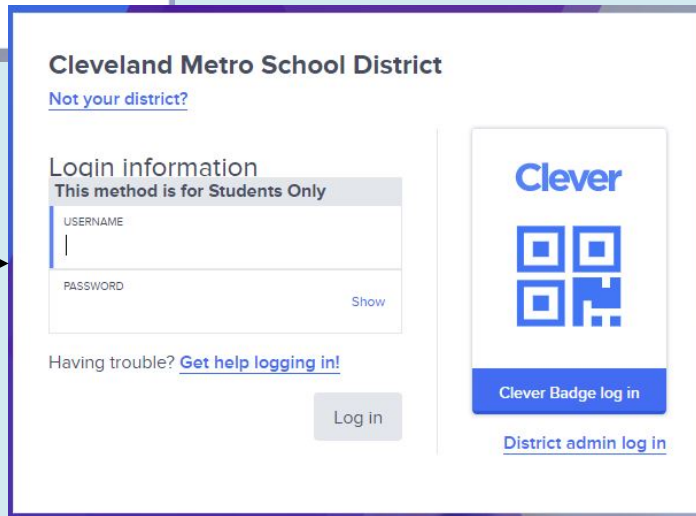 Cleveland Metro School District
Not your district?
Login information
This method is for Students Only
USERNAME
PASSWORD
Show
Having trouble? Get help logging in!
Log in
Clever
Clever Badge log in
District admin log in